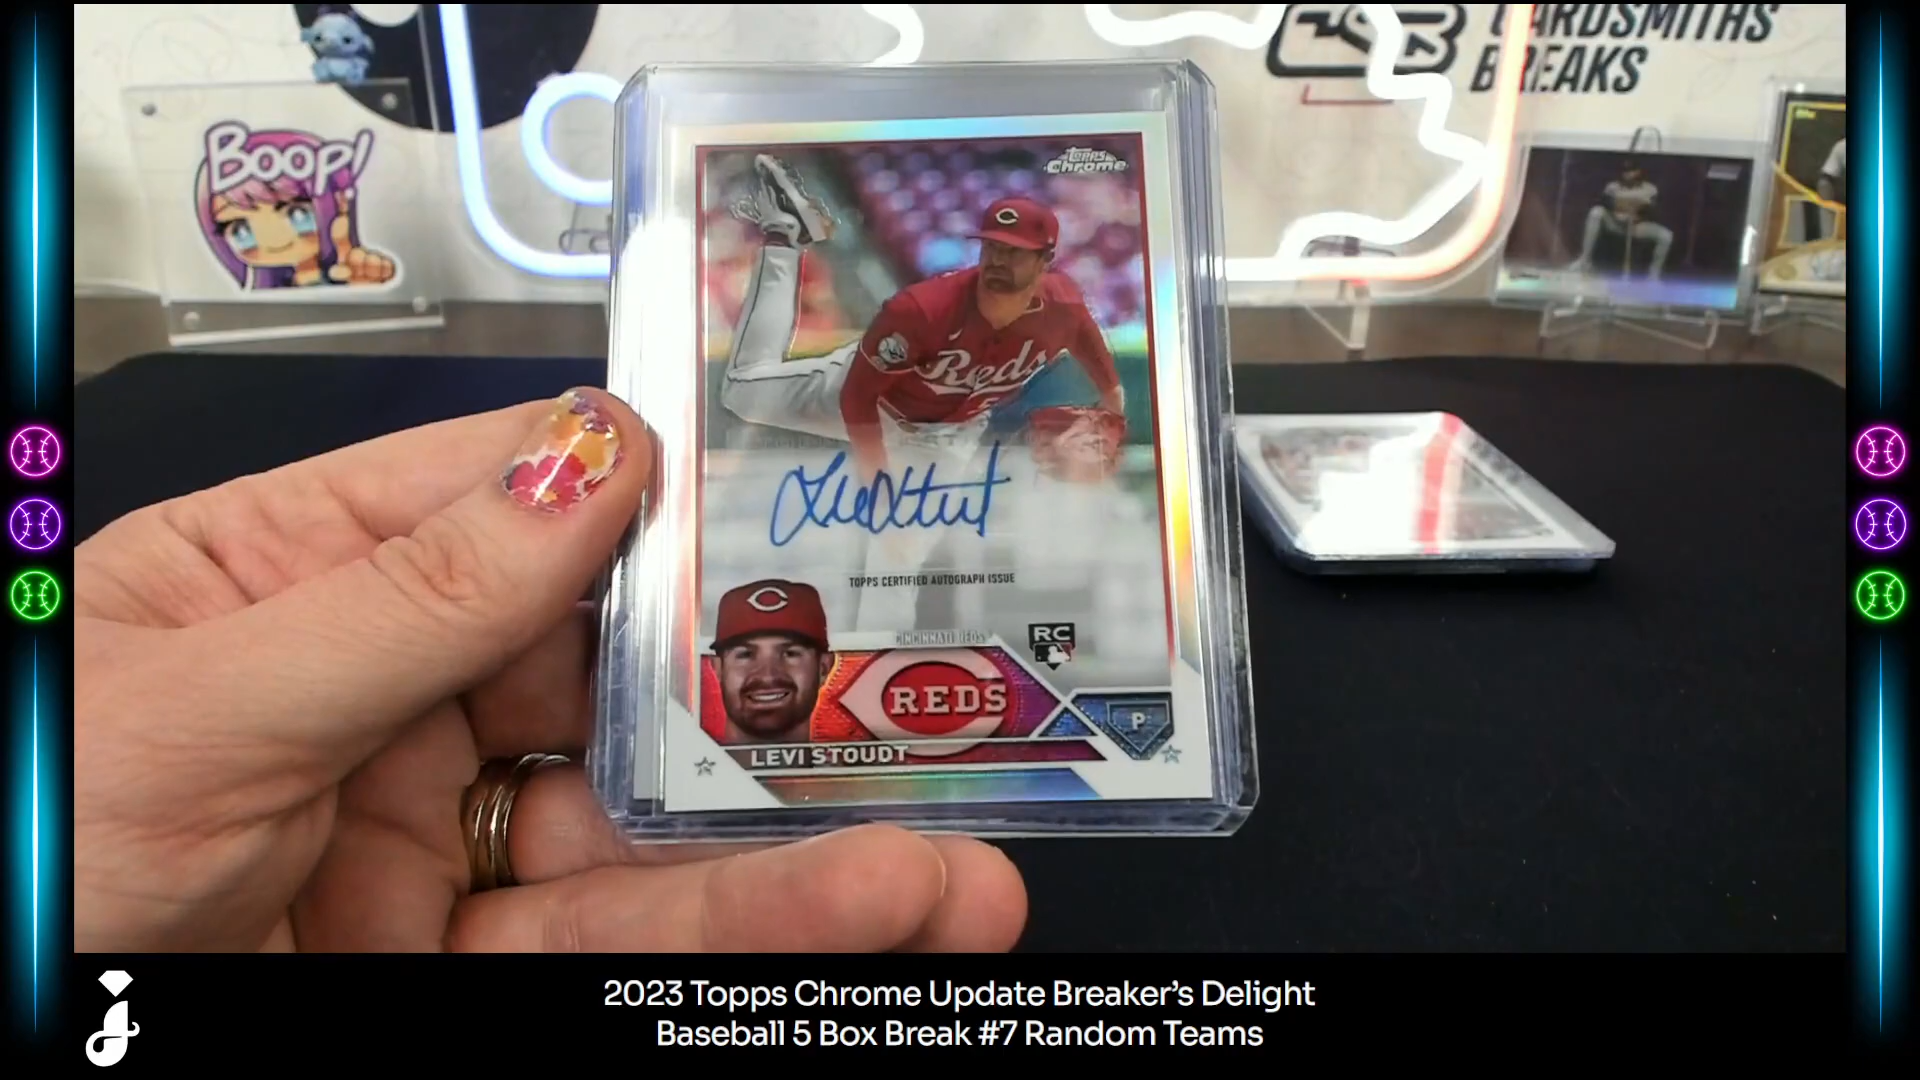 CARDSMITHS
BREAKS
BOOP!
TOPPS
Chrome
Reds
TOPPS CERTIFIED AUTOGRAPH ISSUE
CINCINNATI REDS
RC
REDS
P
LEVI STOUDT
2023 Topps Chrome Update Breaker's Delight
Baseball 5 Box Break #7 Random Teams